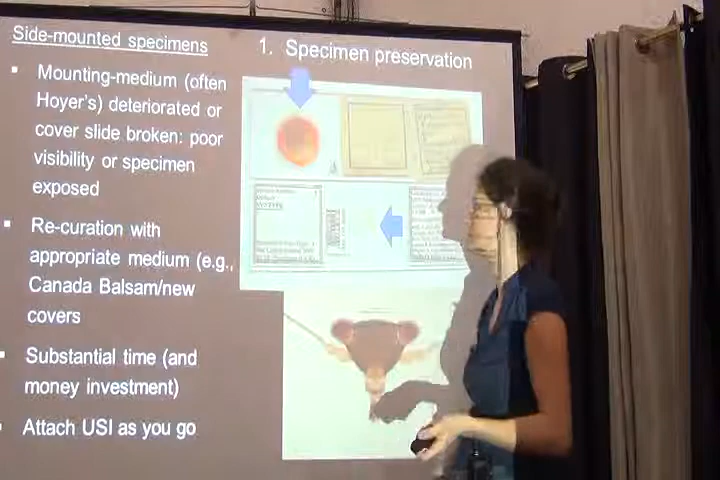 Side-mounted specimens
1. Specimen preservation
Mounting-medium (often
Hoyer's) deteriorated or
cover slide broken: poor
visibility or specimen
exposed
Re-curation with
appropriate medium (e.g.,
Canada Balsam/new
covers
Substantial time (and
money investment)
Attach USI as you go